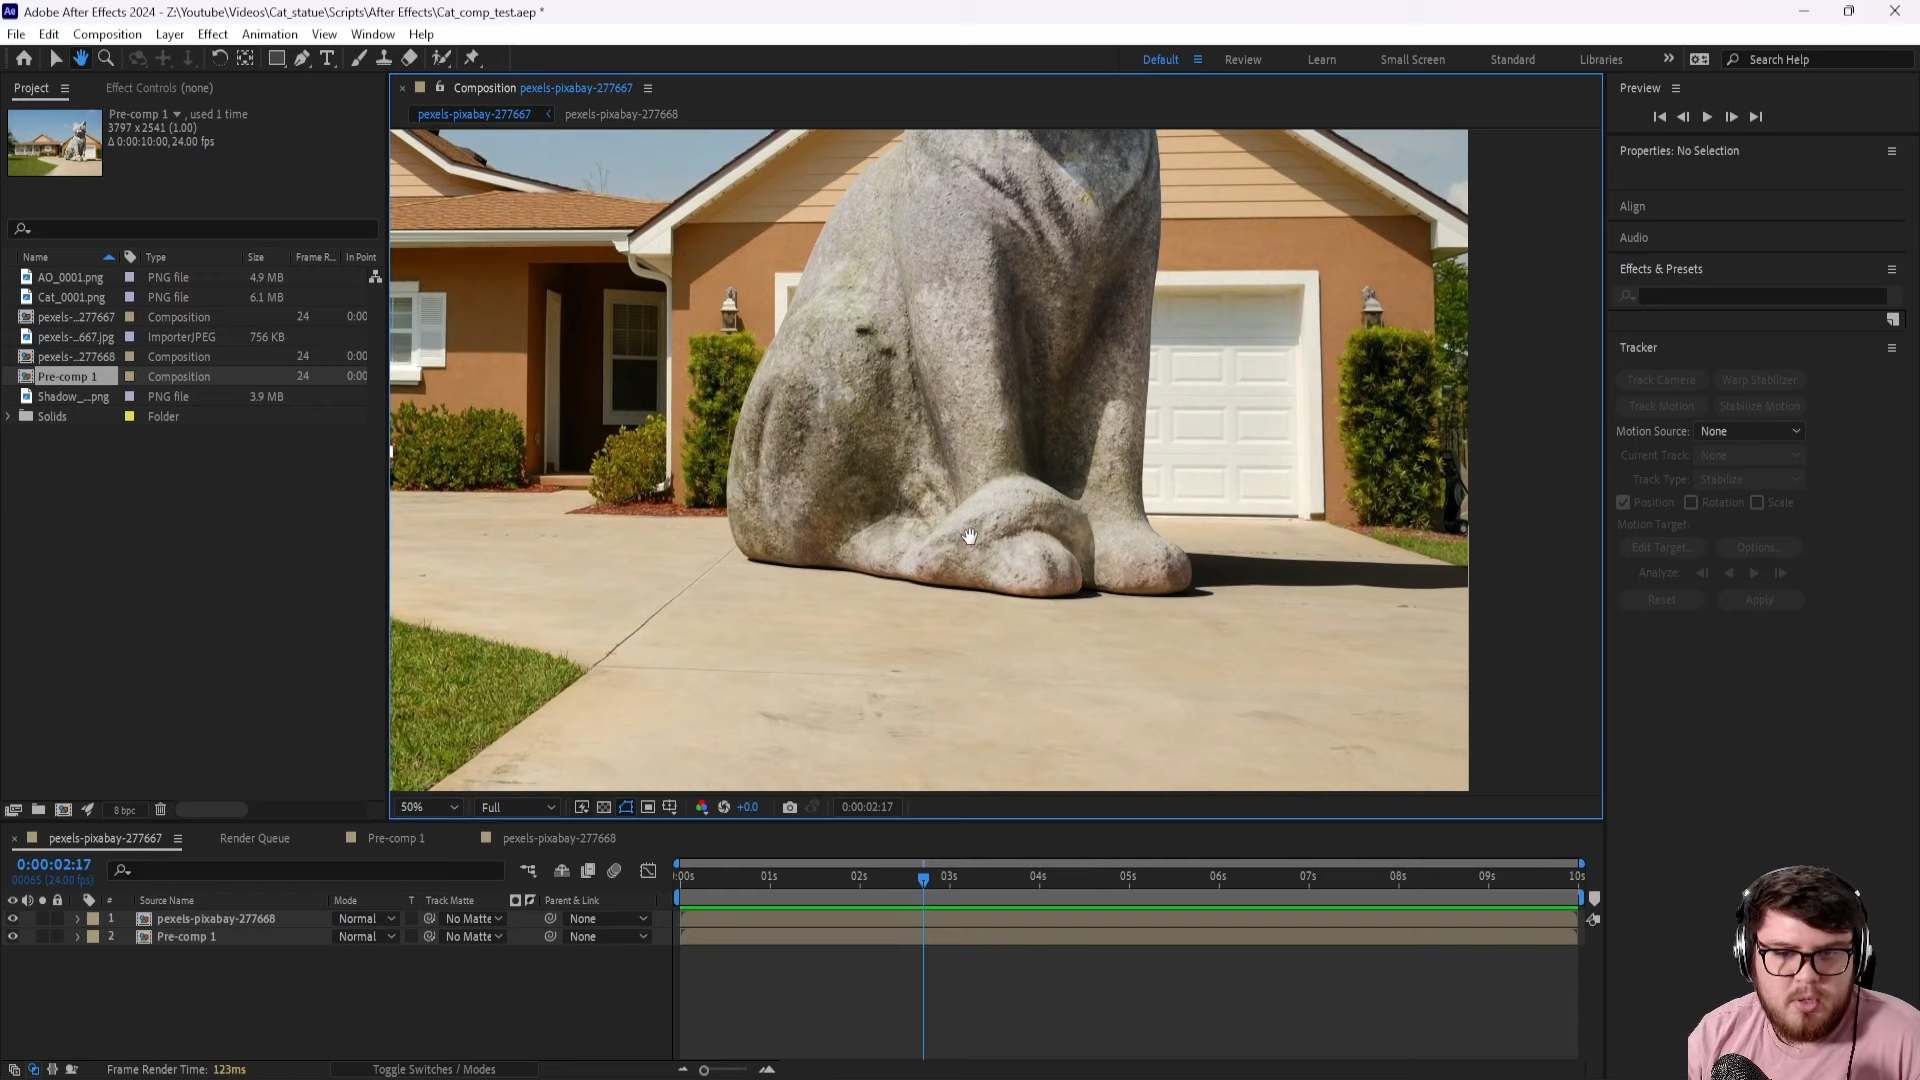 Adobe After Effects 2024 - Z:\Youtube\Videos\Cat_statue\Scripts\After Effects\Cat_comp_test.aep *
File Edit Composition Layer Effect Animation View Window Help
Default Review Learn Small Screen Standard Libraries Search Help
Project Effect Controls (none)
Pre-comp 1 , used 1 time
3797 x 2541 (1.00)
Δ 0:00:10:00, 24.00 fps
Name Type Size Frame R... In Point
AO_0001.png PNG file 4.9 MB
Cat_0001.png PNG file 6.1 MB
pexels-...277667 Composition 24 0:00
pexels-...667.jpg ImporterJPEG 756 KB
pexels-...277668 Composition 24 0:00
Pre-comp 1 Composition 24 0:00
Shadow_...png PNG file 3.9 MB
Solids Folder
8 bpc
Composition pexels-pixabay-277667
pexels-pixabay-277667 pexels-pixabay-277668
50% Full +0.0 0:00:02:17
Preview
Properties: No Selection
Align
Audio
Effects & Presets
Tracker
Track Camera Warp Stabilizer
Track Motion Stabilize Motion
Motion Source: None
Current Track: None
Track Type: Stabilize
Position Rotation Scale
Motion Target:
Edit Target... Options...
Analyze:
Reset Apply
pexels-pixabay-277667 Render Queue Pre-comp 1 pexels-pixabay-277668
0:00:02:17
00065 (24.00 fps)
# Source Name Mode T Track Matte Parent & Link
1 pexels-pixabay-277668 Normal No Matte None
2 Pre-comp 1 Normal No Matte None
:00s 01s 02s 03s 04s 05s 06s 07s 08s 09s 10s
Frame Render Time: 123ms Toggle Switches / Modes